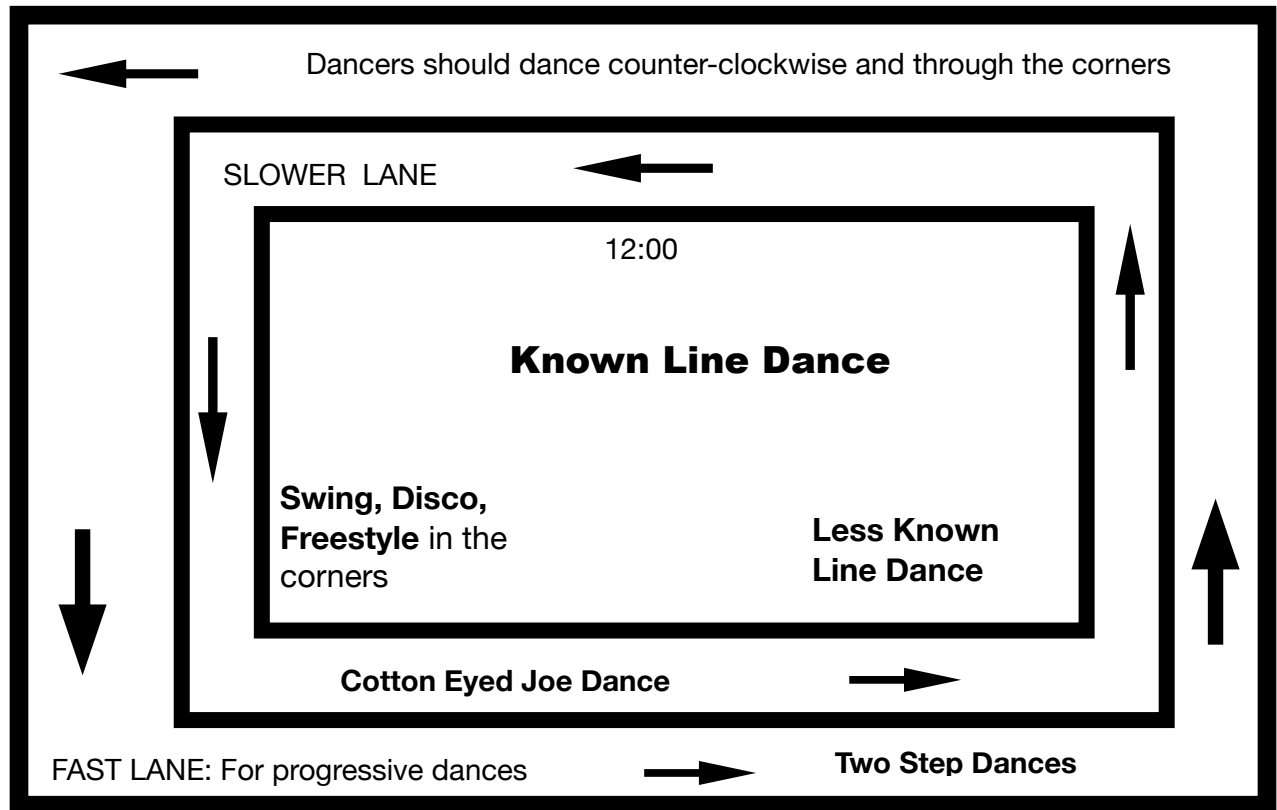 Dancers should dance counter-clockwise and through the corners
SLOWER LANE
12:00
Known Line Dance
Swing, Disco,
Freestyle in the
corners
Less Known
Line Dance
Cotton Eyed Joe Dance
FAST LANE: For progressive dances
Two Step Dances